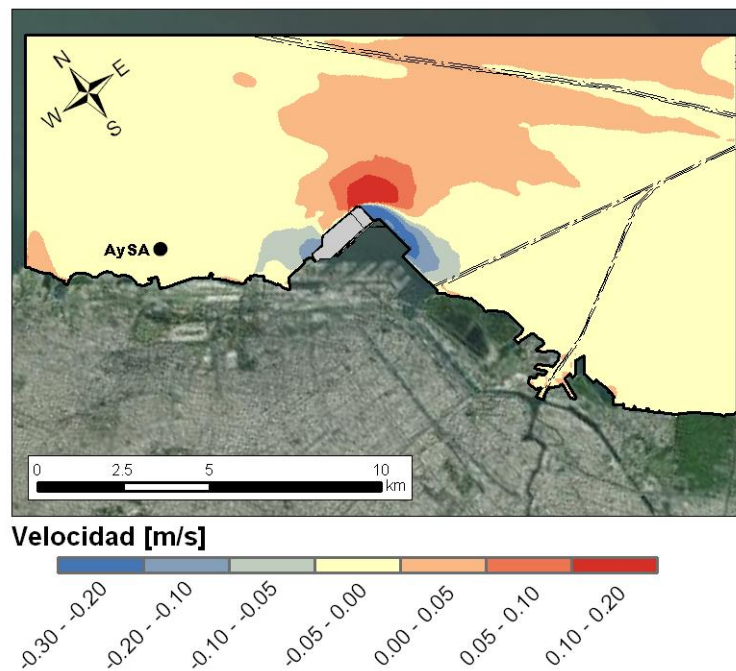 N
E
W
S
AySA
0 2.5 5 10
km
Velocidad [m/s]
-0.30 - -0.20
-0.20 - -0.10
-0.10 - -0.05
-0.05 - 0.00
0.00 - 0.05
0.05 - 0.10
0.10 - 0.20